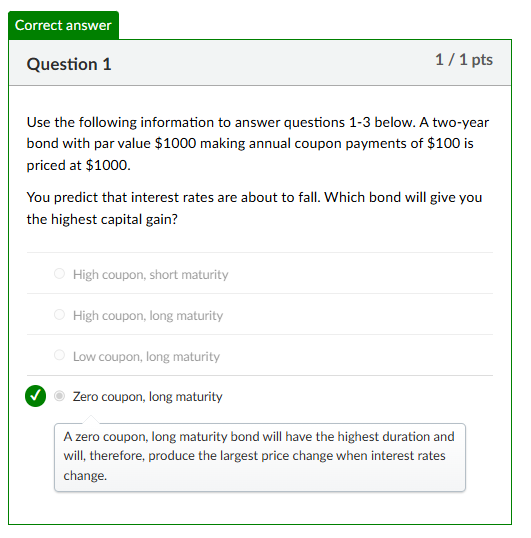 Correct answer
Question 1
1 / 1 pts
Use the following information to answer questions 1-3 below. A two-year
bond with par value $1000 making annual coupon payments of $100 is
priced at $1000.
You predict that interest rates are about to fall. Which bond will give you
the highest capital gain?
High coupon, short maturity
High coupon, long maturity
Low coupon, long maturity
Zero coupon, long maturity
A zero coupon, long maturity bond will have the highest duration and
will, therefore, produce the largest price change when interest rates
change.